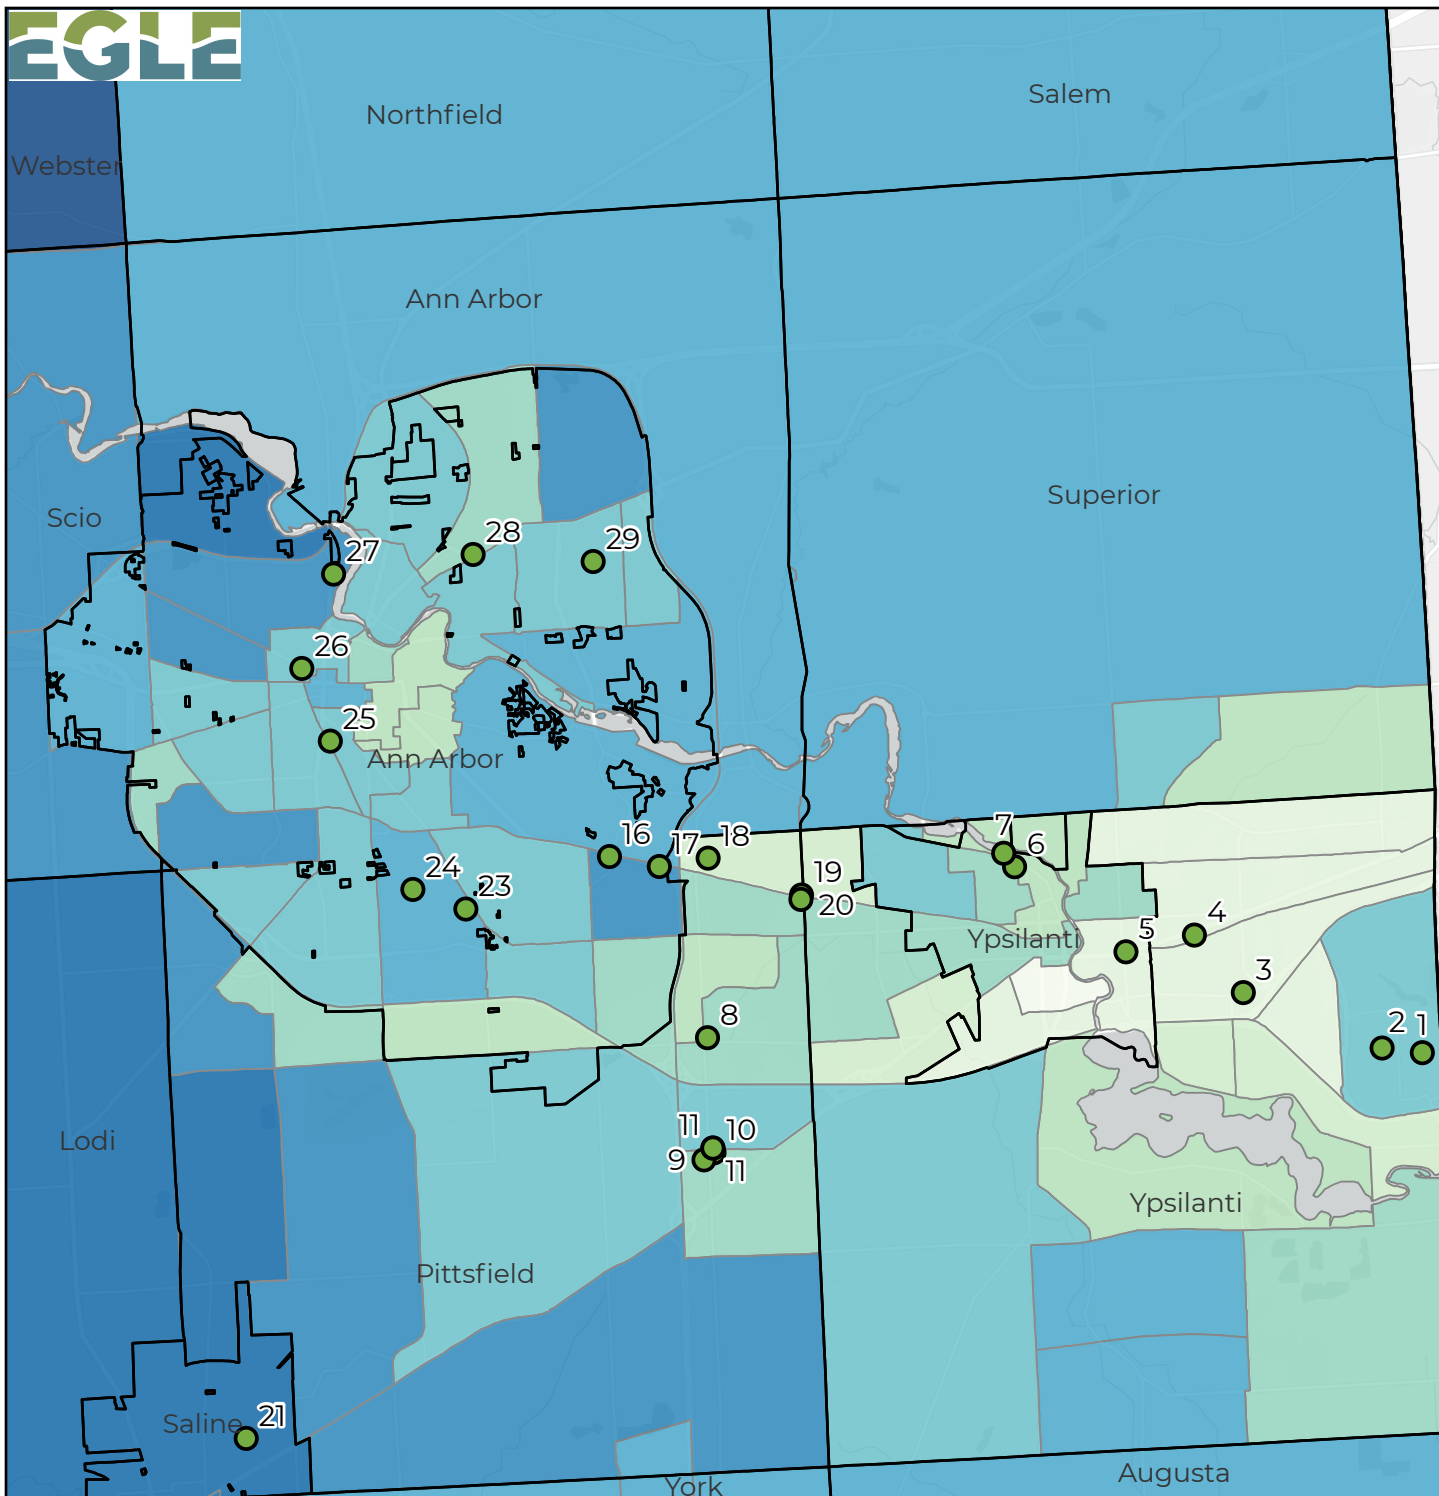 EGLE
Salem
Northfield
Webster
Ann Arbor
Superior
Scio
28
29
27
26
25
Ann Arbor
16
17
18
7
6
19
20
24
23
Ypsilanti
5
4
3
8
2
1
11
10
9
11
Lodi
Ypsilanti
Pittsfield
Saline
21
Augusta
York